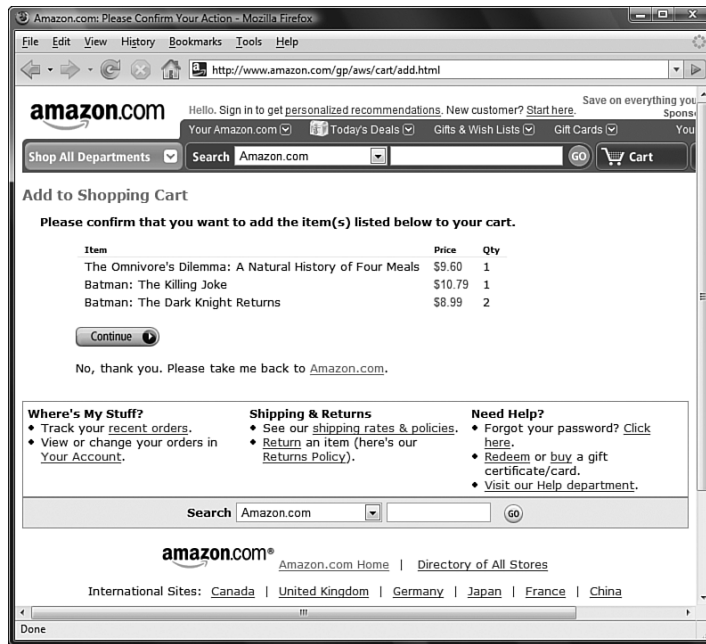 Amazon.com: Please Confirm Your Action - Mozilla Firefox
File Edit View History Bookmarks Tools Help
http://www.amazon.com/gp/aws/cart/add.html
amazon.com
Hello. Sign in to get personalized recommendations. New customer? Start here.
Save on everything you
Spons
Your Amazon.com Today's Deals Gifts & Wish Lists Gift Cards You
Shop All Departments Search Amazon.com GO Cart
Add to Shopping Cart
Please confirm that you want to add the item(s) listed below to your cart.
Item Price Qty
The Omnivore's Dilemma: A Natural History of Four Meals $9.60 1
Batman: The Killing Joke $10.79 1
Batman: The Dark Knight Returns $8.99 2
Continue
No, thank you. Please take me back to Amazon.com.
Where's My Stuff?
• Track your recent orders.
• View or change your orders in
Your Account.
Shipping & Returns
• See our shipping rates & policies.
• Return an item (here's our
Returns Policy).
Need Help?
• Forgot your password? Click
here.
• Redeem or buy a gift
certificate/card.
• Visit our Help department.
Search Amazon.com GO
amazon.com® Amazon.com Home | Directory of All Stores
International Sites: Canada | United Kingdom | Germany | Japan | France | China
Done